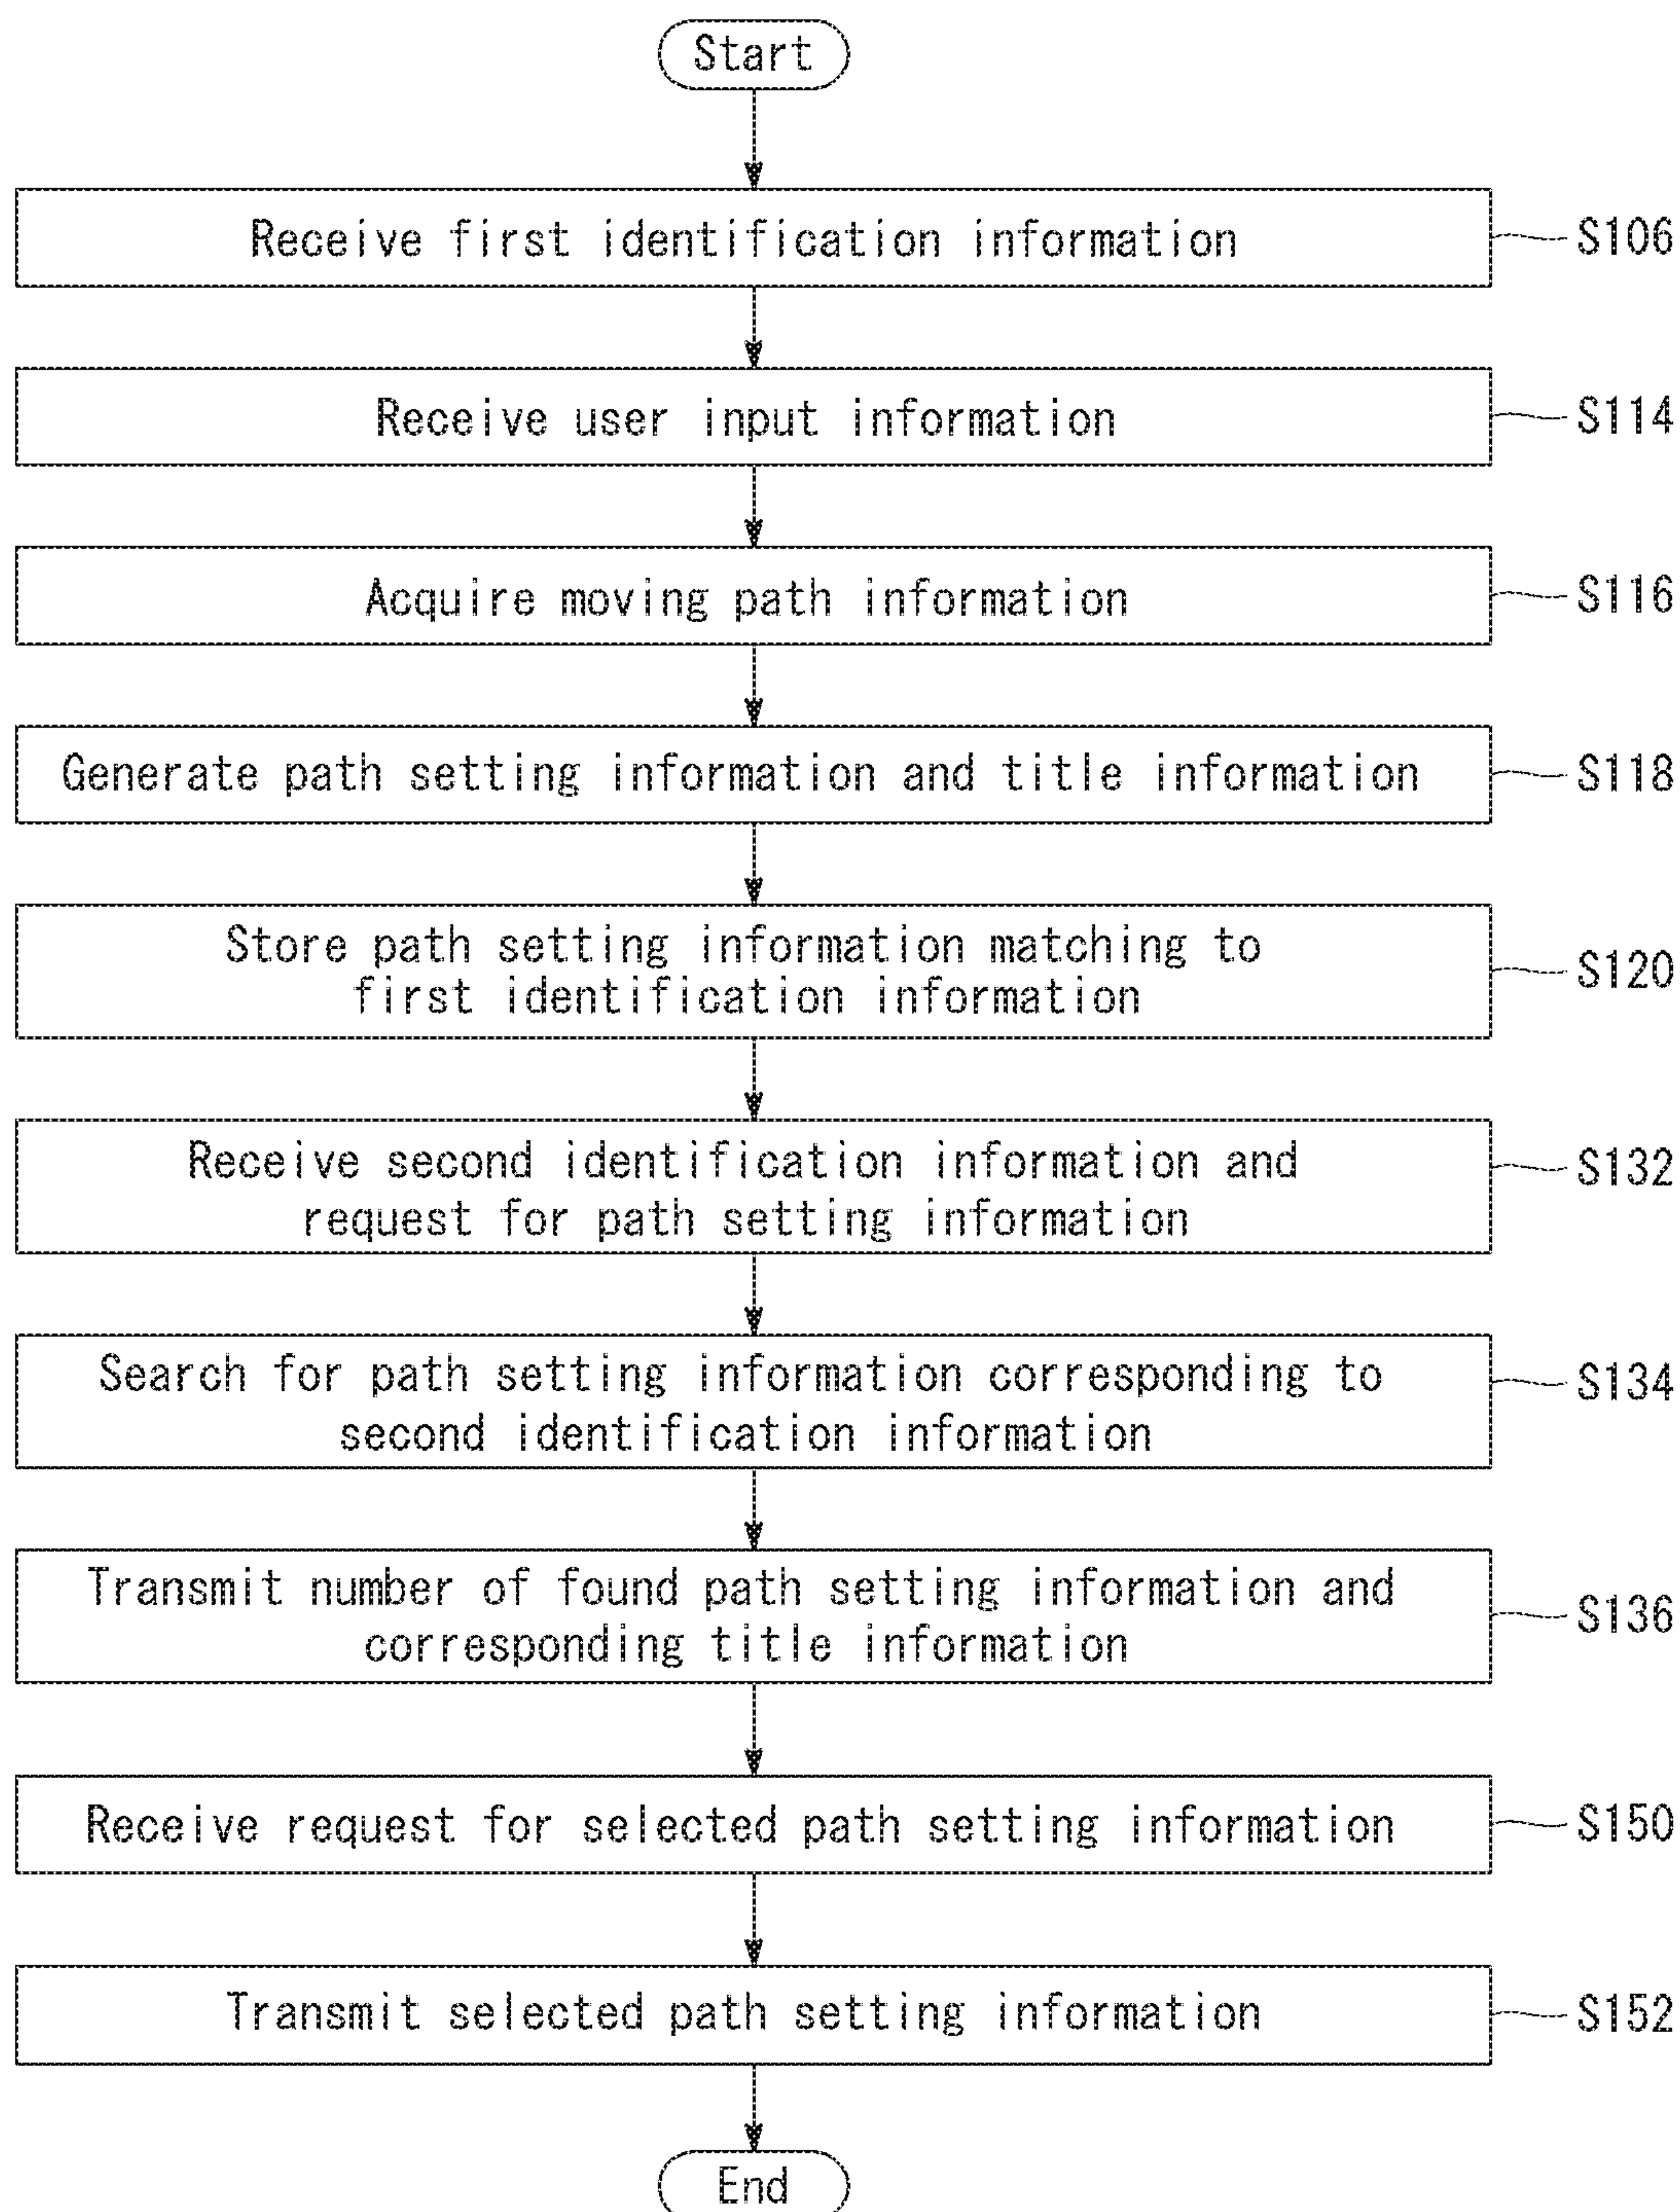 Start
Receive first identification information
S106
Receive user input information
S114
Acquire moving path information
S116
Generate path setting information and title information
S118
Store path setting information matching to
first identification information
S120
Receive second identification information and
request for path setting information
S132
Search for path setting information corresponding to
second identification information
S134
Transmit number of found path setting information and
corresponding title information
S136
Receive request for selected path setting information
S150
Transmit selected path setting information
S152
End